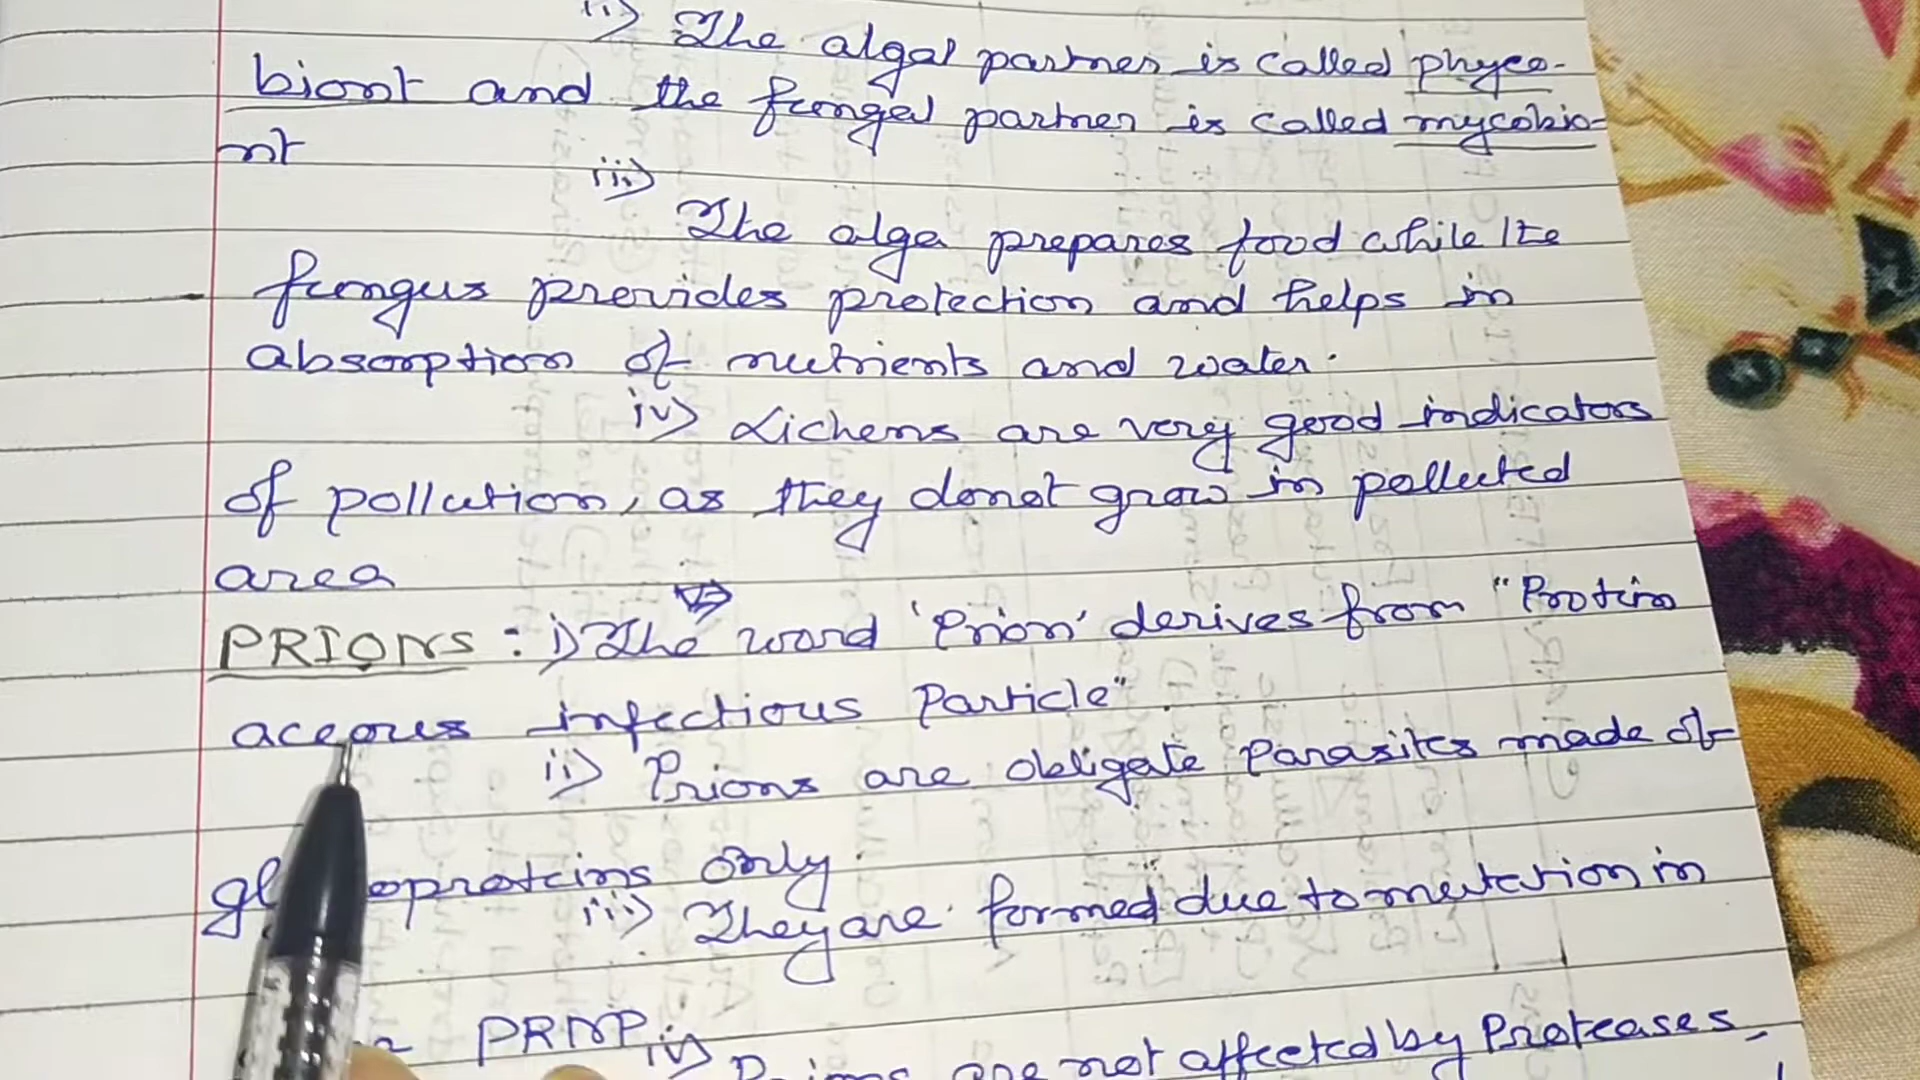 ii) The algal partner is called phyco-
biont and the fungal partner is called mycobio-
nt
iii)
The alga prepares food while the
fungus provides protection and helps in
absorption of nutrients and water.
iv) Lichens are very good indicators
of pollution, as they donot grow in polluted
area
PRIONS : i) The word 'Prion' derives from "Protein
aceous infectious Particle"
ii) Prions are obligate Parasites made of
oproteins only
iii) They are formed due to mutation in
PRNP
iv) Prions are not affected by Proteases,